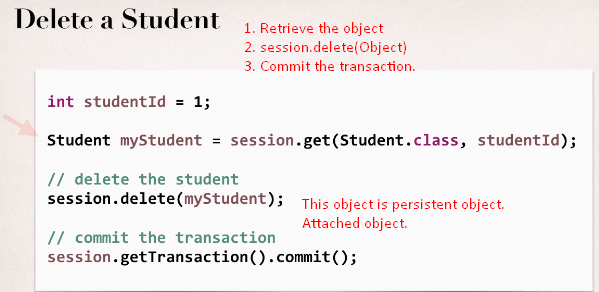 Delete a Student
1. Retrieve the object
2. session.delete(Object)
3. Commit the transaction.
int studentId = 1;
Student myStudent = session.get(Student.class, studentId);
// delete the student
session.delete(myStudent);
This object is persistent object.
Attached object.
// commit the transaction
session.getTransaction().commit();